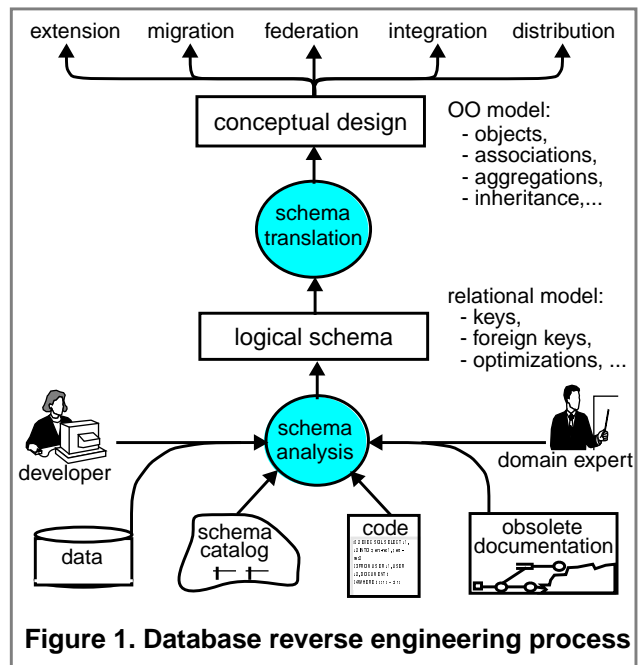 extension migration federation integration distribution
conceptual design
OO model:
- objects,
- associations,
- aggregations,
- inheritance,...
schema
translation
relational model:
- keys,
- foreign keys,
- optimizations, ...
logical schema
schema
analysis
developer
domain expert
data
schema
catalog
code
obsolete
documentation
Figure 1. Database reverse engineering process